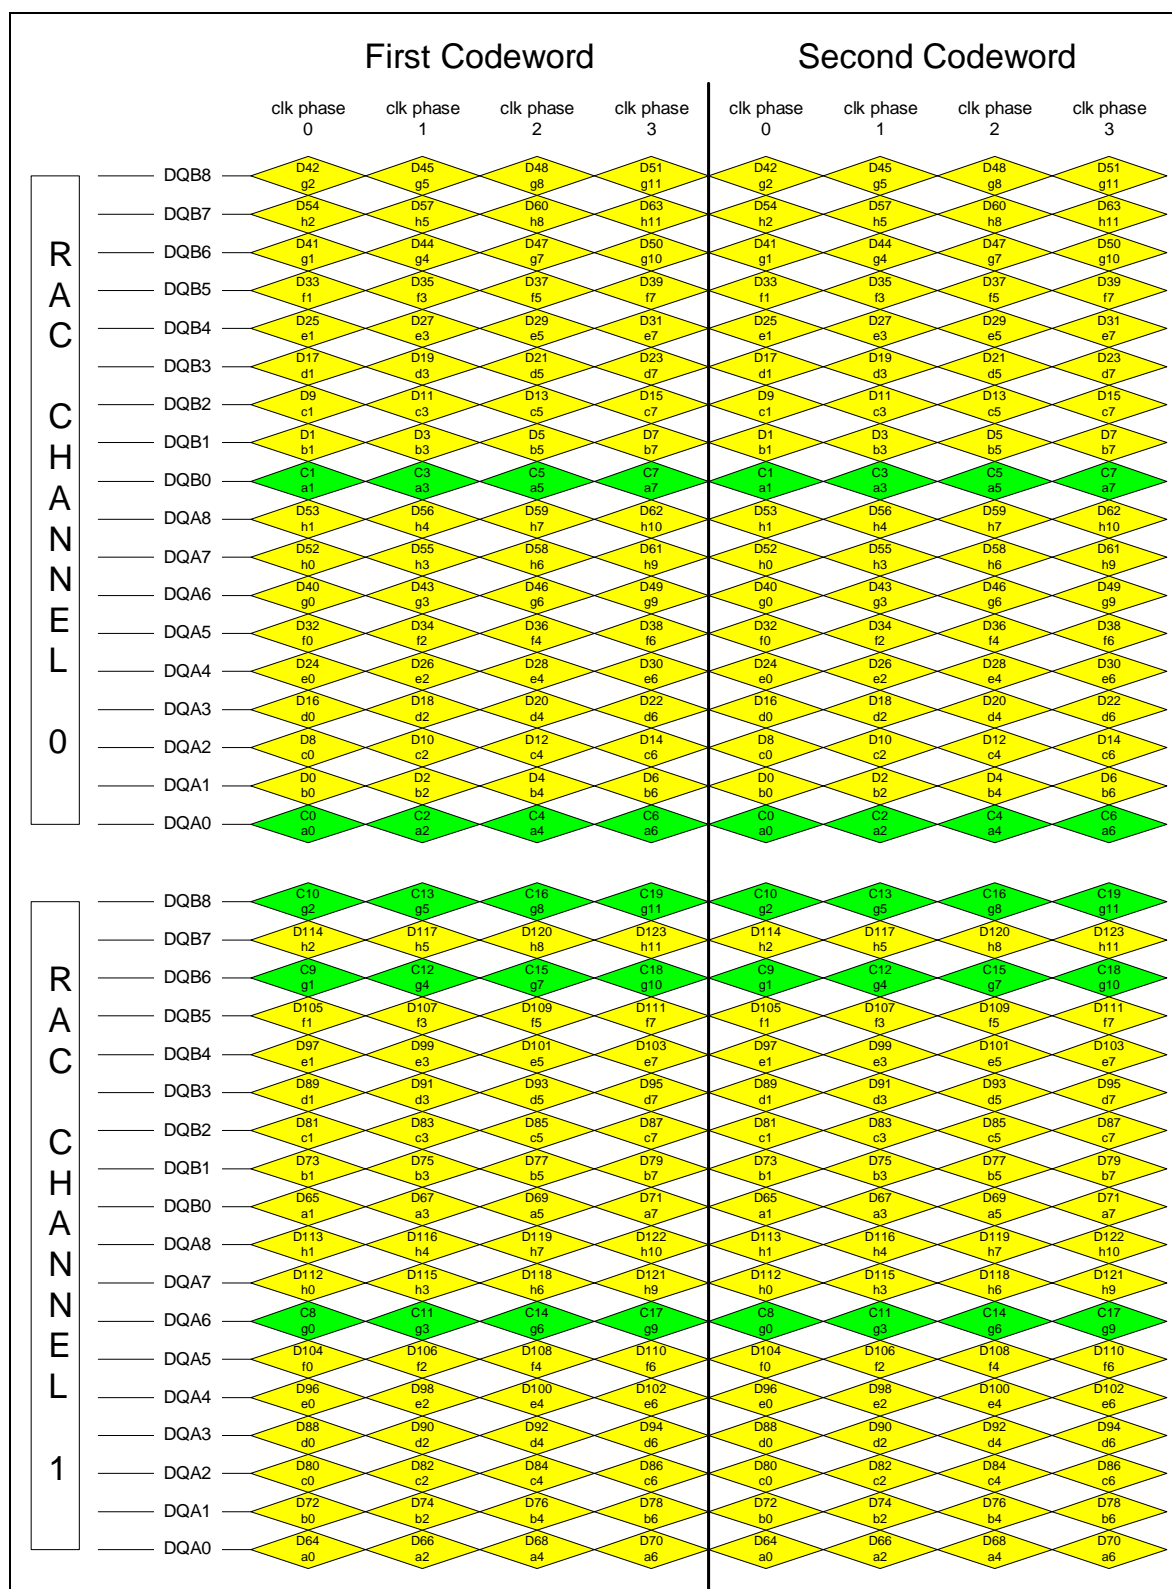 First Codeword Second Codeword
clk phase clk phase clk phase clk phase clk phase clk phase clk phase clk phase
0 1 2 3 0 1 2 3
RAC CHANNEL 0
DQB8 D42 D45 D48 D51 D42 D45 D48 D51
g2 g5 g8 g11 g2 g5 g8 g11
DQB7 D54 D57 D60 D63 D54 D57 D60 D63
h2 h5 h8 h11 h2 h5 h8 h11
DQB6 D41 D44 D47 D50 D41 D44 D47 D50
g1 g4 g7 g10 g1 g4 g7 g10
DQB5 D33 D35 D37 D39 D33 D35 D37 D39
f1 f3 f5 f7 f1 f3 f5 f7
DQB4 D25 D27 D29 D31 D25 D27 D29 D31
e1 e3 e5 e7 e1 e3 e5 e7
DQB3 D17 D19 D21 D23 D17 D19 D21 D23
d1 d3 d5 d7 d1 d3 d5 d7
DQB2 D9 D11 D13 D15 D9 D11 D13 D15
c1 c3 c5 c7 c1 c3 c5 c7
DQB1 D1 D3 D5 D7 D1 D3 D5 D7
b1 b3 b5 b7 b1 b3 b5 b7
DQB0 C1 C3 C5 C7 C1 C3 C5 C7
a1 a3 a5 a7 a1 a3 a5 a7
DQA8 D53 D56 D59 D62 D53 D56 D59 D62
h1 h4 h7 h10 h1 h4 h7 h10
DQA7 D52 D55 D58 D61 D52 D55 D58 D61
h0 h3 h6 h9 h0 h3 h6 h9
DQA6 D40 D43 D46 D49 D40 D43 D46 D49
g0 g3 g6 g9 g0 g3 g6 g9
DQA5 D32 D34 D36 D38 D32 D34 D36 D38
f0 f2 f4 f6 f0 f2 f4 f6
DQA4 D24 D26 D28 D30 D24 D26 D28 D30
e0 e2 e4 e6 e0 e2 e4 e6
DQA3 D16 D18 D20 D22 D16 D18 D20 D22
d0 d2 d4 d6 d0 d2 d4 d6
DQA2 D8 D10 D12 D14 D8 D10 D12 D14
c0 c2 c4 c6 c0 c2 c4 c6
DQA1 D0 D2 D4 D6 D0 D2 D4 D6
b0 b2 b4 b6 b0 b2 b4 b6
DQA0 C0 C2 C4 C6 C0 C2 C4 C6
a0 a2 a4 a6 a0 a2 a4 a6
RAC CHANNEL 1
DQB8 C10 C13 C16 C19 C10 C13 C16 C19
g2 g5 g8 g11 g2 g5 g8 g11
DQB7 D114 D117 D120 D123 D114 D117 D120 D123
h2 h5 h8 h11 h2 h5 h8 h11
DQB6 C9 C12 C15 C18 C9 C12 C15 C18
g1 g4 g7 g10 g1 g4 g7 g10
DQB5 D105 D107 D109 D111 D105 D107 D109 D111
f1 f3 f5 f7 f1 f3 f5 f7
DQB4 D97 D99 D101 D103 D97 D99 D101 D103
e1 e3 e5 e7 e1 e3 e5 e7
DQB3 D89 D91 D93 D95 D89 D91 D93 D95
d1 d3 d5 d7 d1 d3 d5 d7
DQB2 D81 D83 D85 D87 D81 D83 D85 D87
c1 c3 c5 c7 c1 c3 c5 c7
DQB1 D73 D75 D77 D79 D73 D75 D77 D79
b1 b3 b5 b7 b1 b3 b5 b7
DQB0 D65 D67 D69 D71 D65 D67 D69 D71
a1 a3 a5 a7 a1 a3 a5 a7
DQA8 D113 D116 D119 D122 D113 D116 D119 D122
h1 h4 h7 h10 h1 h4 h7 h10
DQA7 D112 D115 D118 D121 D112 D115 D118 D121
h0 h3 h6 h9 h0 h3 h6 h9
DQA6 C8 C11 C14 C17 C8 C11 C14 C17
g0 g3 g6 g9 g0 g3 g6 g9
DQA5 D104 D106 D108 D110 D104 D106 D108 D110
f0 f2 f4 f6 f0 f2 f4 f6
DQA4 D96 D98 D100 D102 D96 D98 D100 D102
e0 e2 e4 e6 e0 e2 e4 e6
DQA3 D88 D90 D92 D94 D88 D90 D92 D94
d0 d2 d4 d6 d0 d2 d4 d6
DQA2 D80 D82 D84 D86 D80 D82 D84 D86
c0 c2 c4 c6 c0 c2 c4 c6
DQA1 D72 D74 D76 D78 D72 D74 D76 D78
b0 b2 b4 b6 b0 b2 b4 b6
DQA0 D64 D66 D68 D70 D64 D66 D68 D70
a0 a2 a4 a6 a0 a2 a4 a6